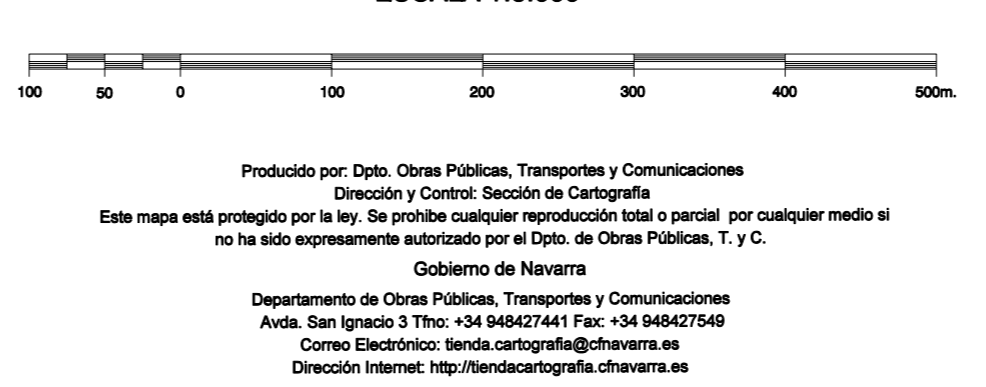 100 50 0 100 200 300 400 500m.
Producido por: Dpto. Obras Públicas, Transportes y Comunicaciones
Dirección y Control: Sección de Cartografía
Este mapa está protegido por la ley. Se prohibe cualquier reproducción total o parcial por cualquier medio si
no ha sido expresamente autorizado por el Dpto. de Obras Públicas, T. y C.
Gobierno de Navarra
Departamento de Obras Públicas, Transportes y Comunicaciones
Avda. San Ignacio 3 Tfno: +34 948427441 Fax: +34 948427549
Correo Electrónico: tienda.cartografia@cfnavarra.es
Dirección Internet: http://tiendacartografia.cfnavarra.es